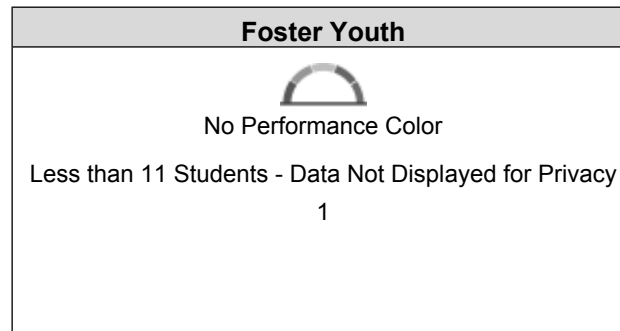 Foster Youth
No Performance Color
Less than 11 Students - Data Not Displayed for Privacy
1